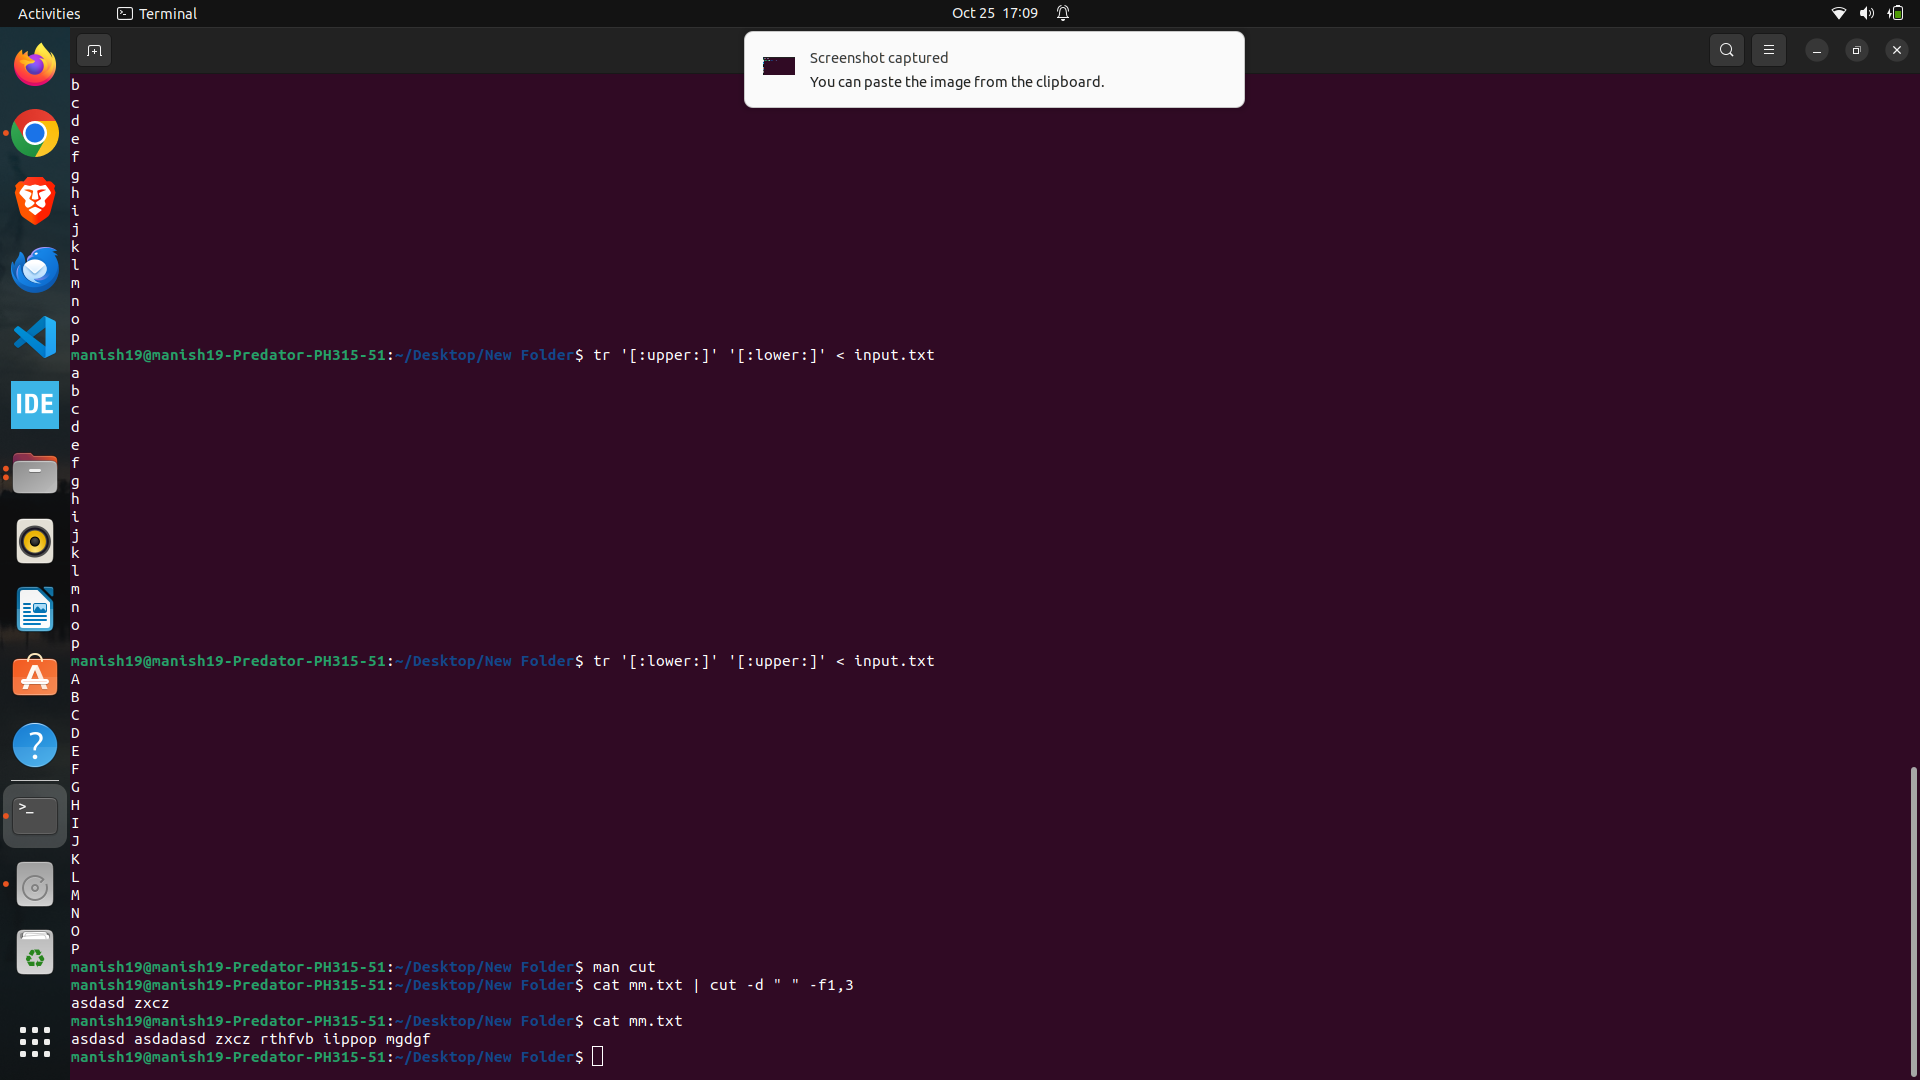 Activities
Terminal
Oct 25 17:09
Screenshot captured
You can paste the image from the clipboard.
b
c
d
e
f
g
h
i
j
k
l
m
n
o
p
manish19@manish19-Predator-PH315-51:~/Desktop/New Folder$ tr '[:upper:]' '[:lower:]' < input.txt
a
b
c
d
e
f
g
h
i
j
k
l
m
n
o
p
manish19@manish19-Predator-PH315-51:~/Desktop/New Folder$ tr '[:lower:]' '[:upper:]' < input.txt
A
B
C
D
E
F
G
H
I
J
K
L
M
N
O
P
manish19@manish19-Predator-PH315-51:~/Desktop/New Folder$ man cut
manish19@manish19-Predator-PH315-51:~/Desktop/New Folder$ cat mm.txt | cut -d " " -f1,3
asdasd zxcz
manish19@manish19-Predator-PH315-51:~/Desktop/New Folder$ cat mm.txt
asdasd asdadasd zxcz rthfvb iippop mgdgf
manish19@manish19-Predator-PH315-51:~/Desktop/New Folder$
IDE